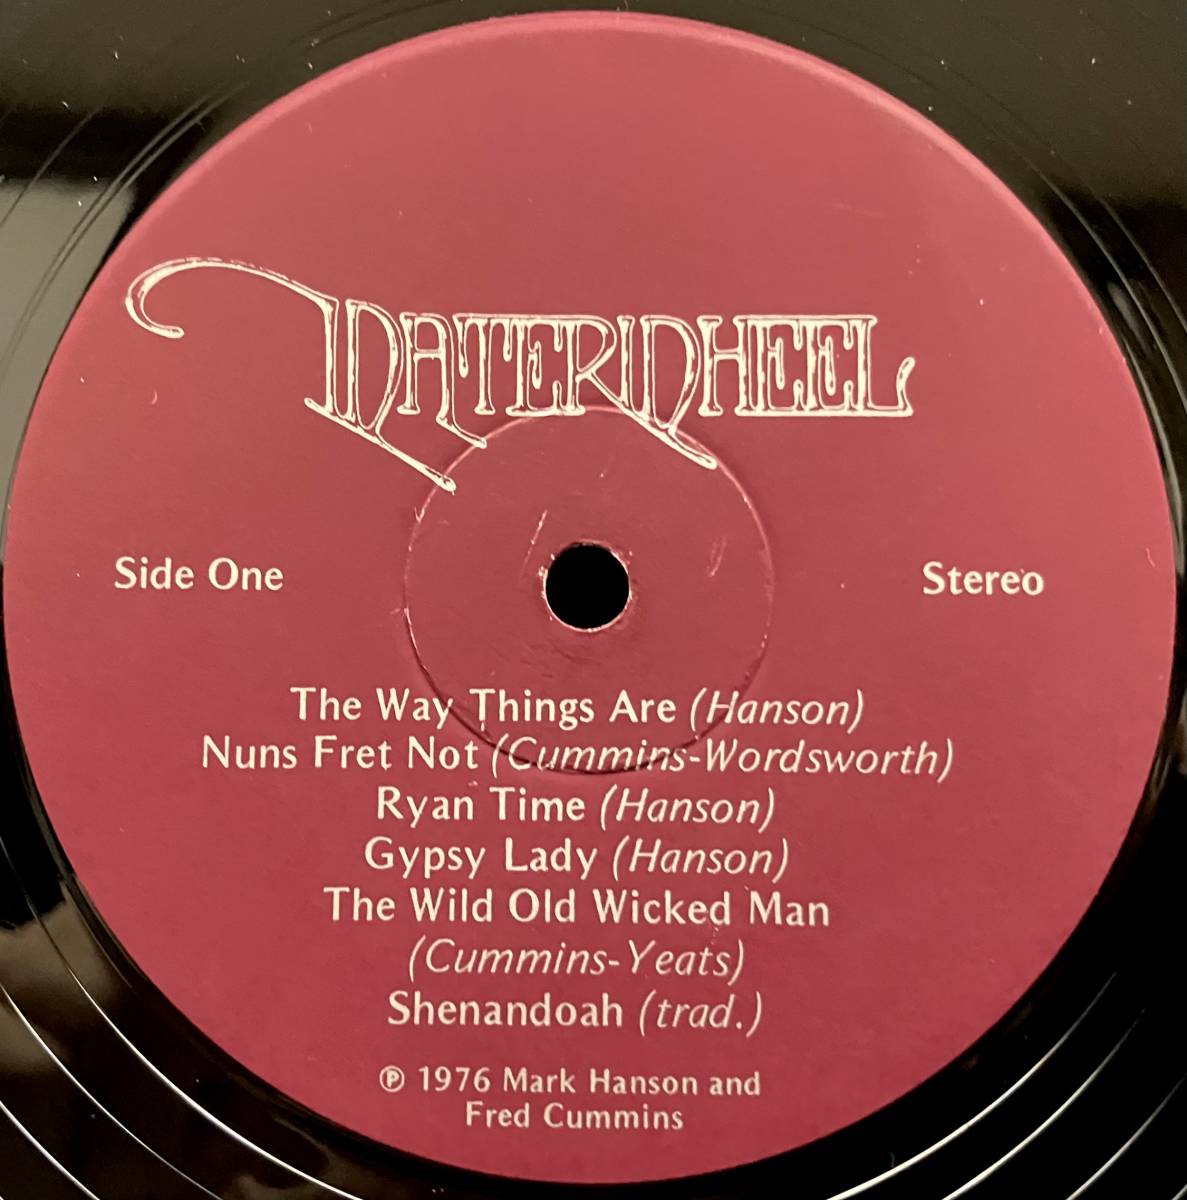 WATERWHEEL
Side One
Stereo
The Way Things Are (Hanson)
Nuns Fret Not (Cummins-Wordsworth)
Ryan Time (Hanson)
Gypsy Lady (Hanson)
The Wild Old Wicked Man
(Cummins-Yeats)
Shenandoah (trad.)
℗ 1976 Mark Hanson and
Fred Cummins